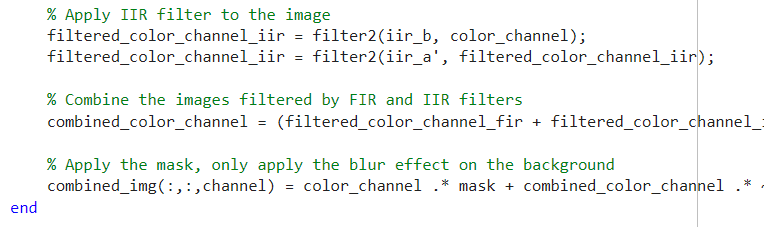 % Apply IIR filter to the image
filtered_color_channel_iir = filter2(iir_b, color_channel);
filtered_color_channel_iir = filter2(iir_a', filtered_color_channel_iir);
% Combine the images filtered by FIR and IIR filters
combined_color_channel = (filtered_color_channel_fir + filtered_color_channel_
% Apply the mask, only apply the blur effect on the background
combined_img(:,:,channel) = color_channel .* mask + combined_color_channel .*
end